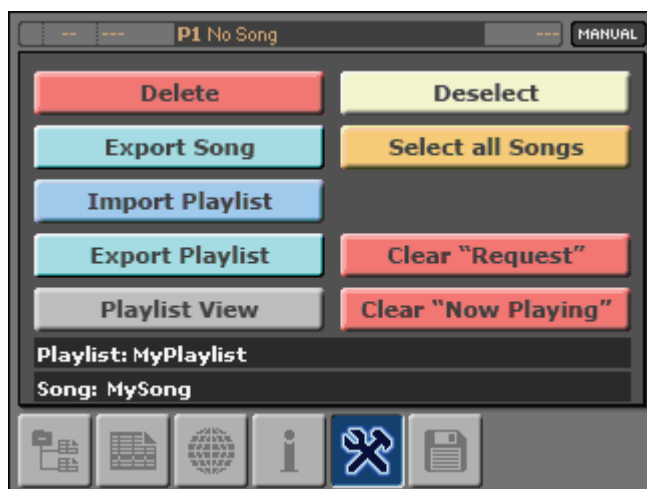 -- --- P1 No Song --- MANUAL
Delete Deselect
Export Song Select all Songs
Import Playlist
Export Playlist Clear “Request”
Playlist View Clear “Now Playing”
Playlist: MyPlaylist
Song: MySong